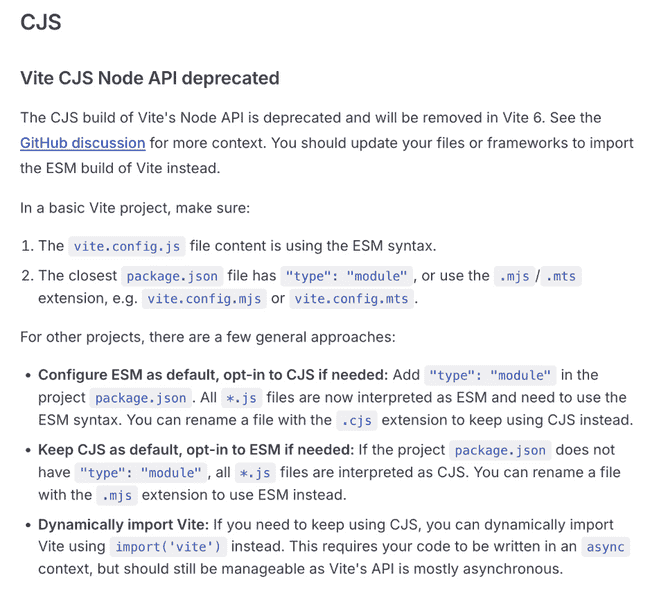 CJS
Vite CJS Node API deprecated
The CJS build of Vite's Node API is deprecated and will be removed in Vite 6. See the
GitHub discussion for more context. You should update your files or frameworks to import
the ESM build of Vite instead.
In a basic Vite project, make sure:
1. The vite.config.js file content is using the ESM syntax.
2. The closest package.json file has "type": "module", or use the .mjs/.mts
extension, e.g. vite.config.mjs or vite.config.mts.
For other projects, there are a few general approaches:
• Configure ESM as default, opt-in to CJS if needed: Add "type": "module" in the
project package.json. All *.js files are now interpreted as ESM and need to use the
ESM syntax. You can rename a file with the .cjs extension to keep using CJS instead.
• Keep CJS as default, opt-in to ESM if needed: If the project package.json does not
have "type": "module", all *.js files are interpreted as CJS. You can rename a file
with the .mjs extension to use ESM instead.
• Dynamically import Vite: If you need to keep using CJS, you can dynamically import
Vite using import('vite') instead. This requires your code to be written in an async
context, but should still be manageable as Vite's API is mostly asynchronous.